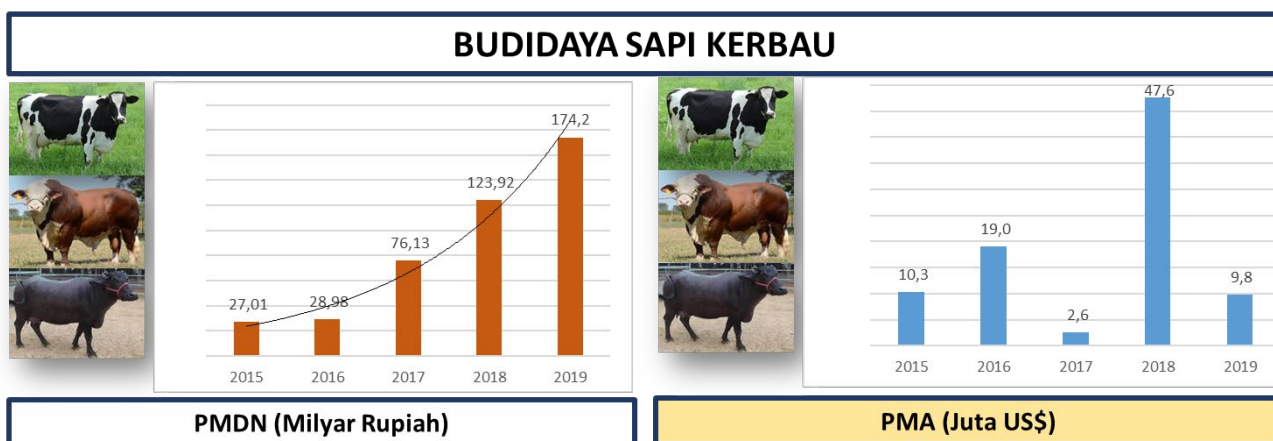 BUDIDAYA SAPI KERBAU
174,2
123,92
76,13
27,01
28,98
2015 2016 2017 2018 2019
PMDN (Milyar Rupiah)
47,6
19,0
10,3
9,8
2,6
2015 2016 2017 2018 2019
PMA (Juta US$)